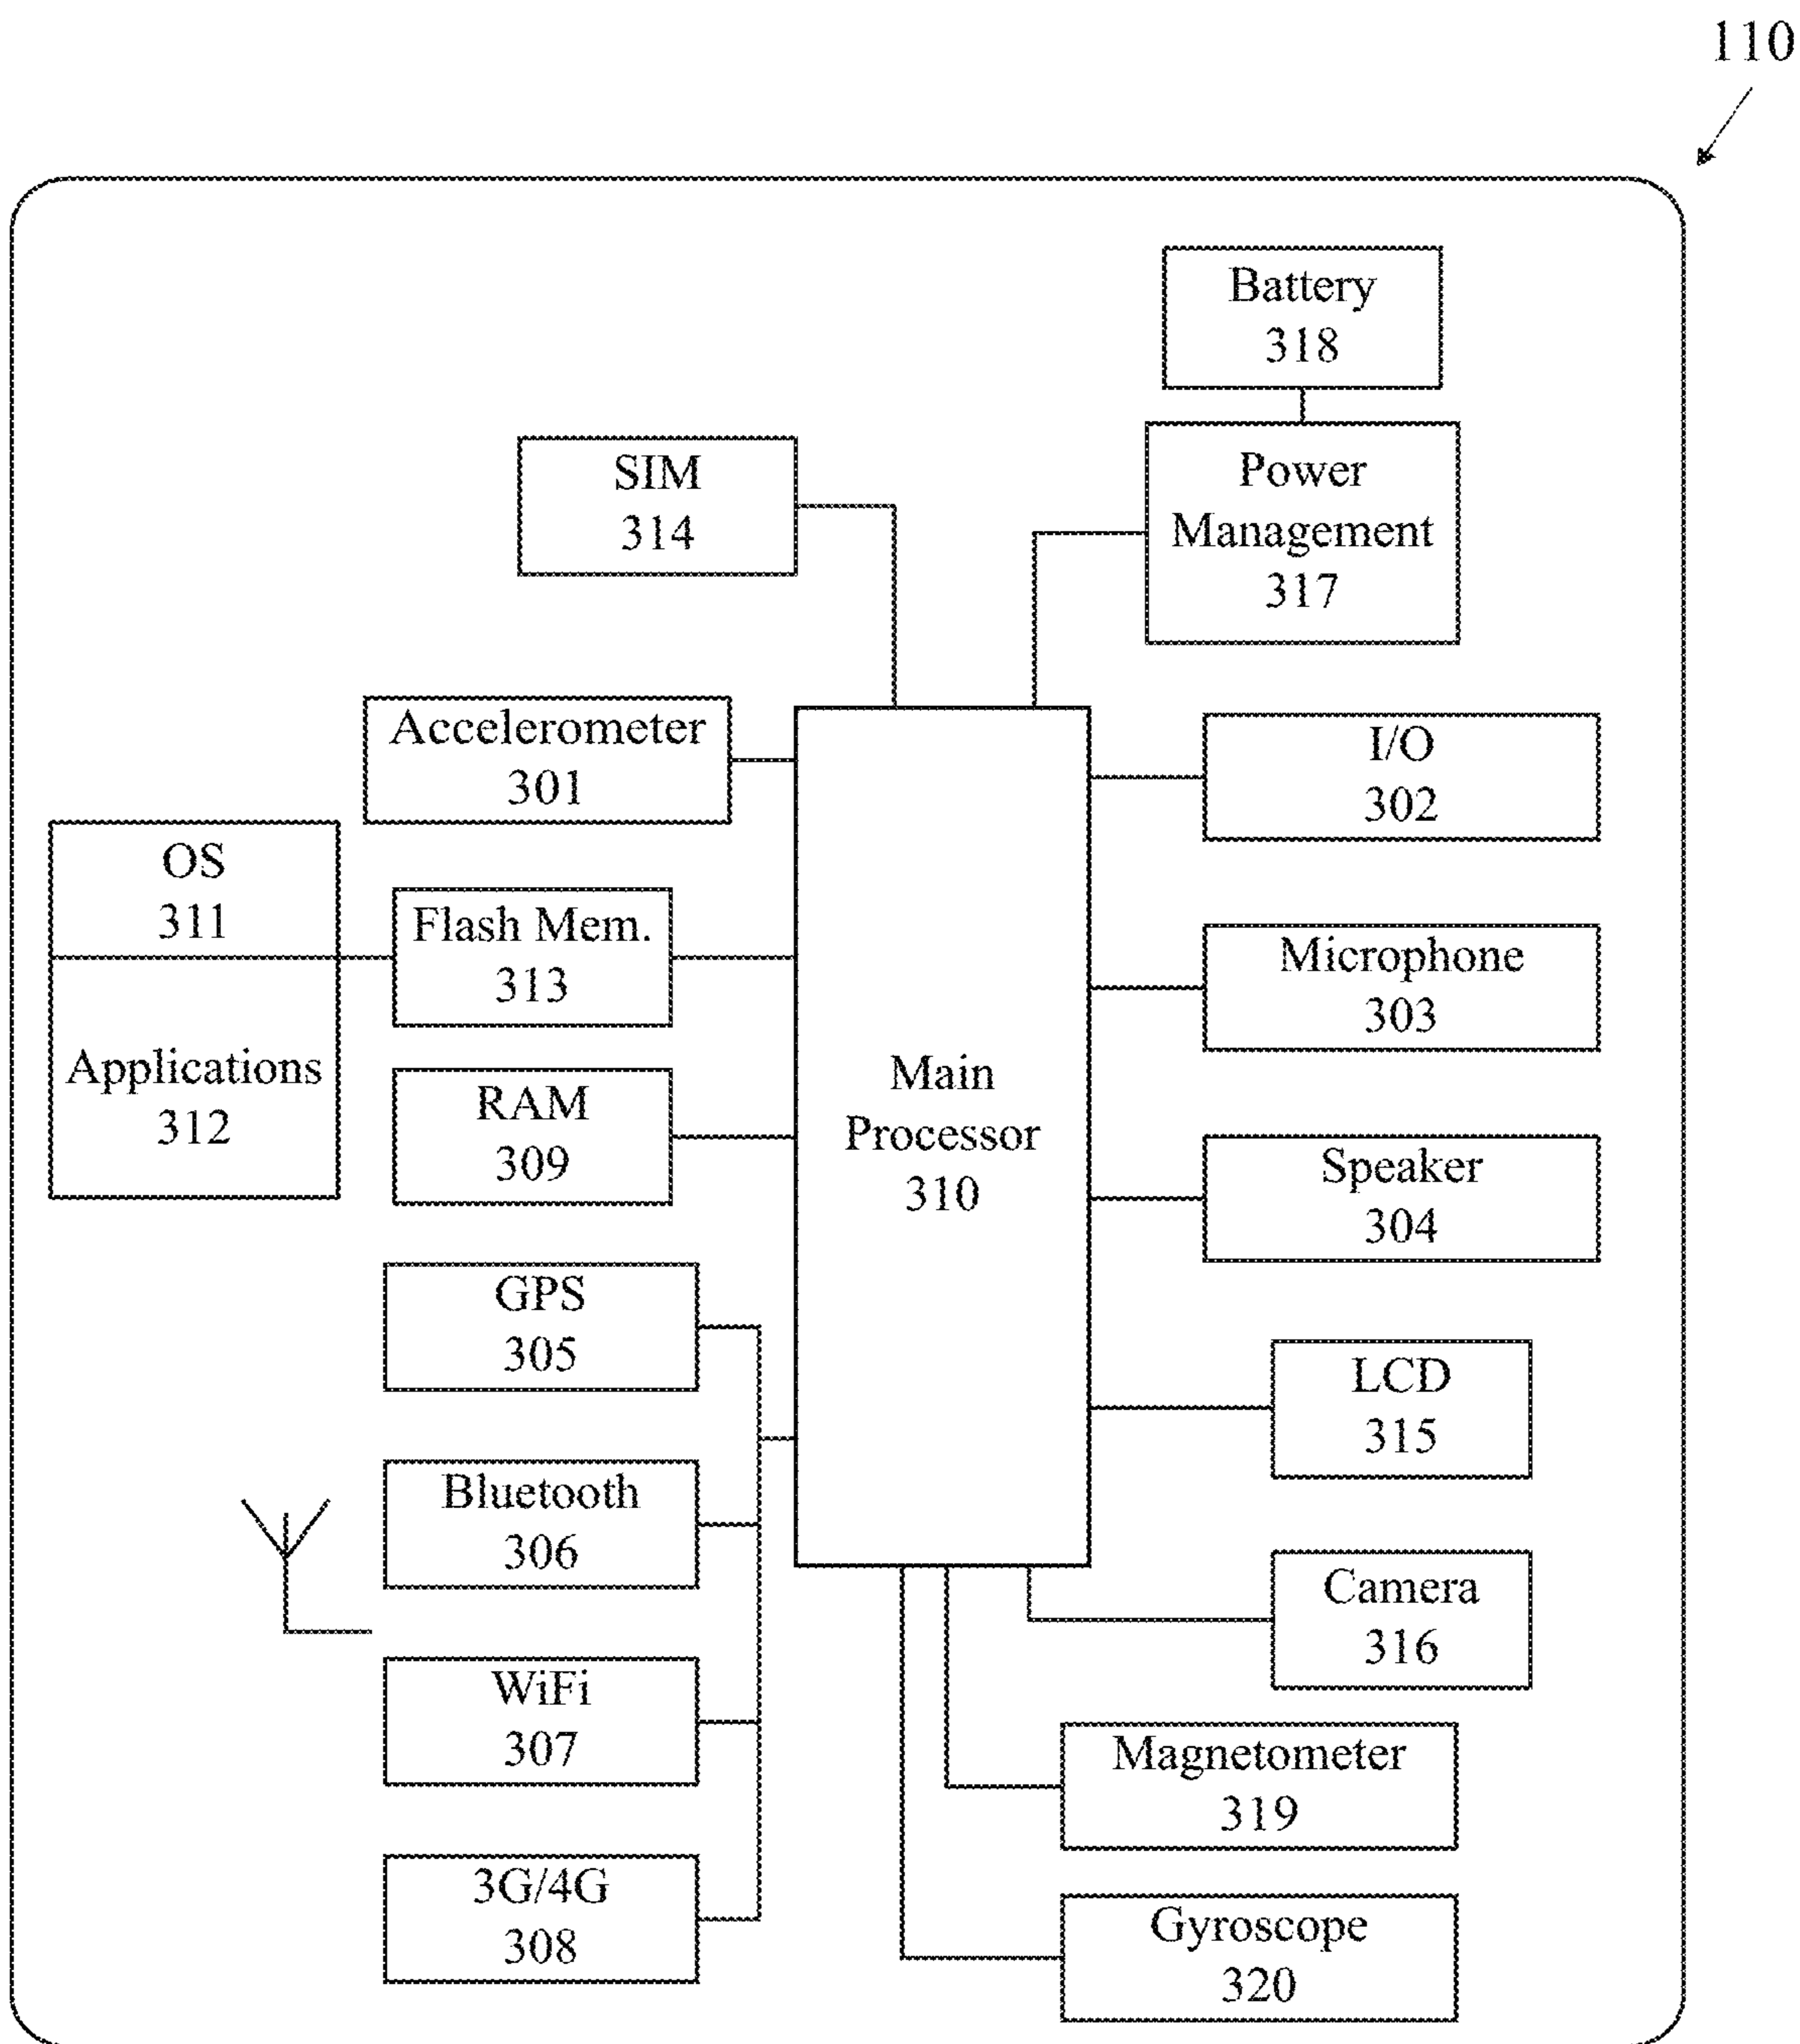 110
Battery
318
SIM
314
Power
Management
317
Accelerometer
301
I/O
302
OS
311
Flash Mem.
313
Microphone
303
Applications
312
RAM
309
Main
Processor
310
Speaker
304
GPS
305
LCD
315
Bluetooth
306
Camera
316
WiFi
307
Magnetometer
319
3G/4G
308
Gyroscope
320